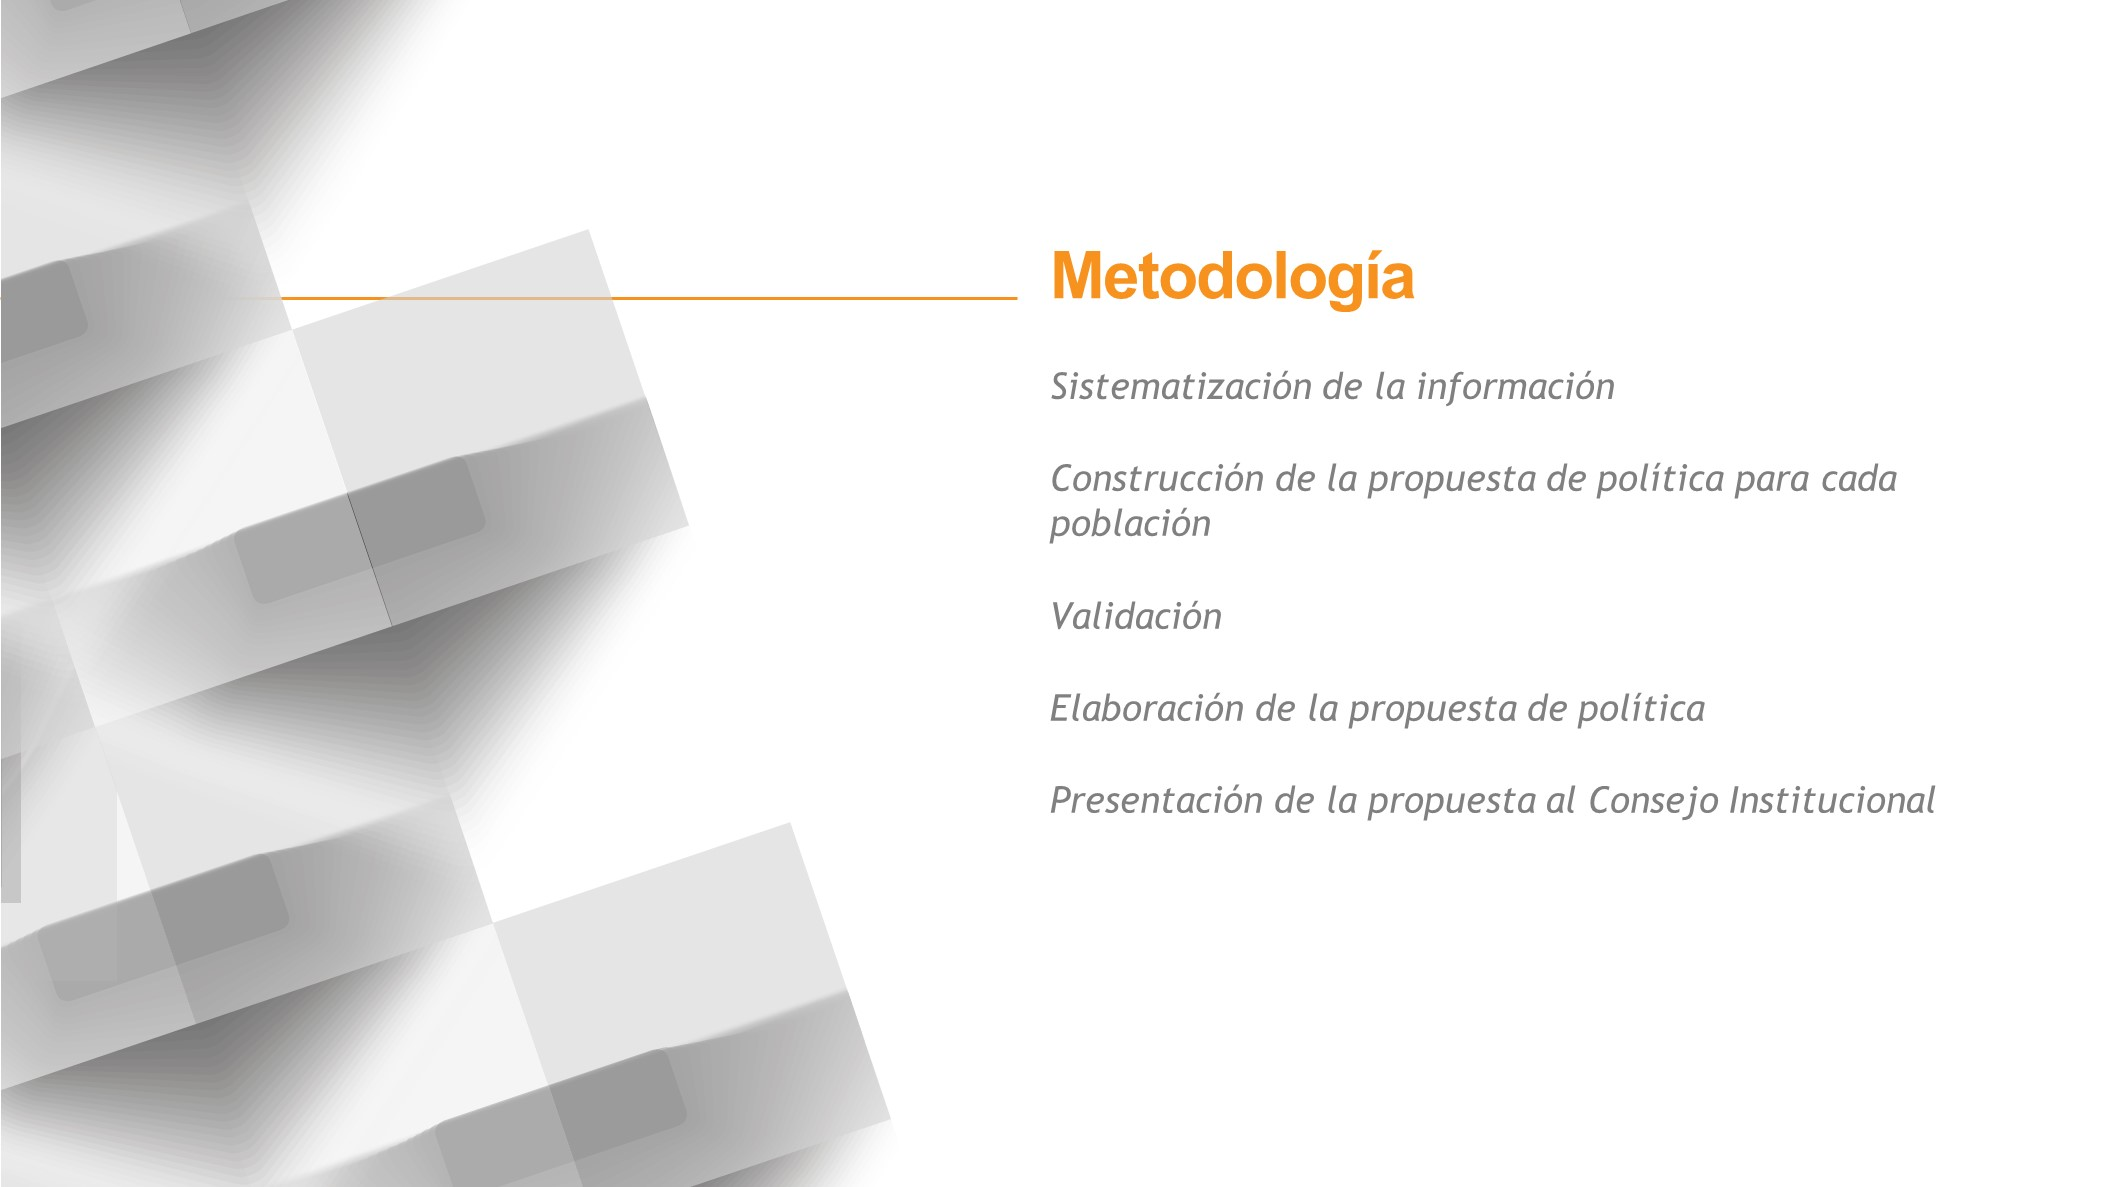 Metodología
Sistematización de la información
Construcción de la propuesta de política para cada
población
Validación
Elaboración de la propuesta de política
Presentación de la propuesta al Consejo Institucional